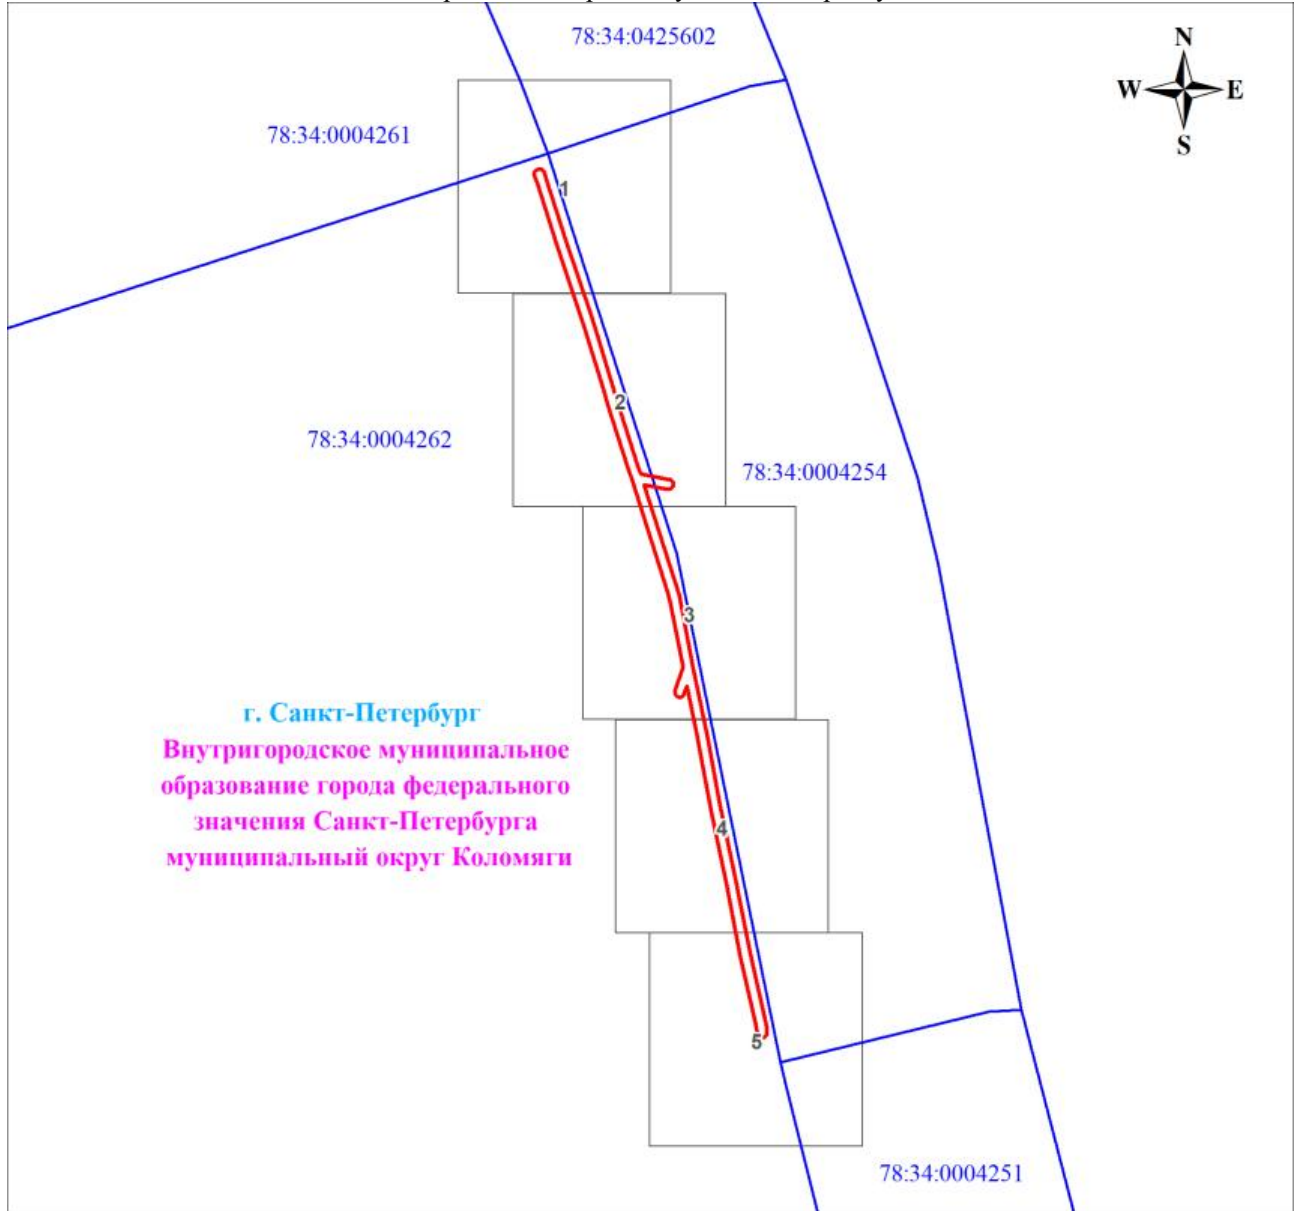 78:34:0425602
N
W E
S
78:34:0004261
1
2
78:34:0004262
78:34:0004254
3
г. Санкт-Петербург
Внутригородское муниципальное
образование города федерального
значения Санкт-Петербурга
муниципальный округ Коломяги
4
5
78:34:0004251